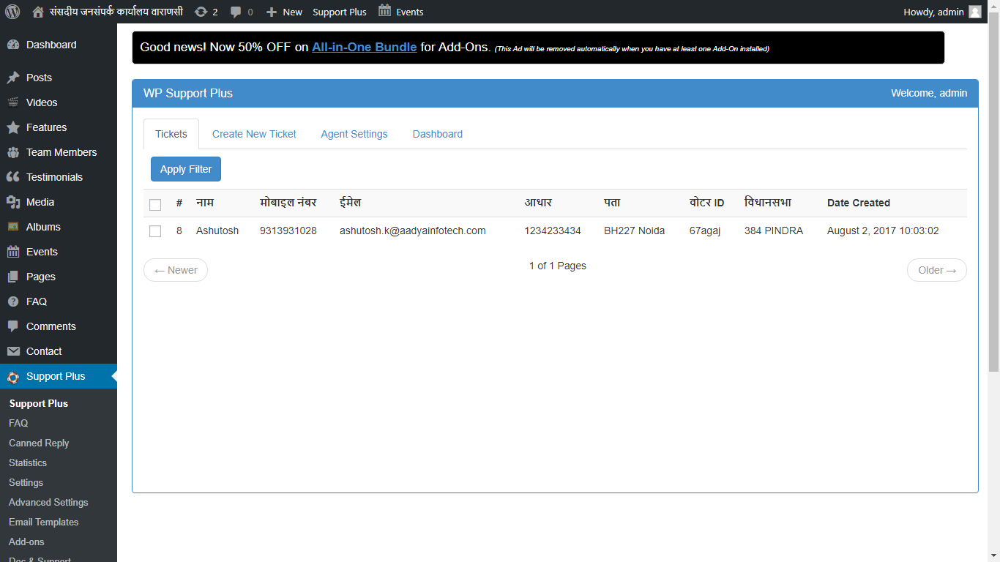 संसदीय जनसंपर्क कार्यालय वाराणसी 2 0 New Support Plus Events Howdy, admin
Dashboard
Posts
Videos
Features
Team Members
Testimonials
Media
Albums
Events
Pages
FAQ
Comments
Contact
Support Plus
Support Plus
FAQ
Canned Reply
Statistics
Settings
Advanced Settings
Email Templates
Add-ons
Doc & Support
Good news! Now 50% OFF on All-in-One Bundle for Add-Ons. (This Ad will be removed automatically when you have at least one Add-On installed)
WP Support Plus Welcome, admin
Tickets Create New Ticket Agent Settings Dashboard
Apply Filter
# नाम मोबाइल नंबर ईमेल आधार पता वोटर ID विधानसभा Date Created
8 Ashutosh 9313931028 ashutosh.k@aadyainfotech.com 1234233434 BH227 Noida 67agaj 384 PINDRA August 2, 2017 10:03:02
← Newer 1 of 1 Pages Older →